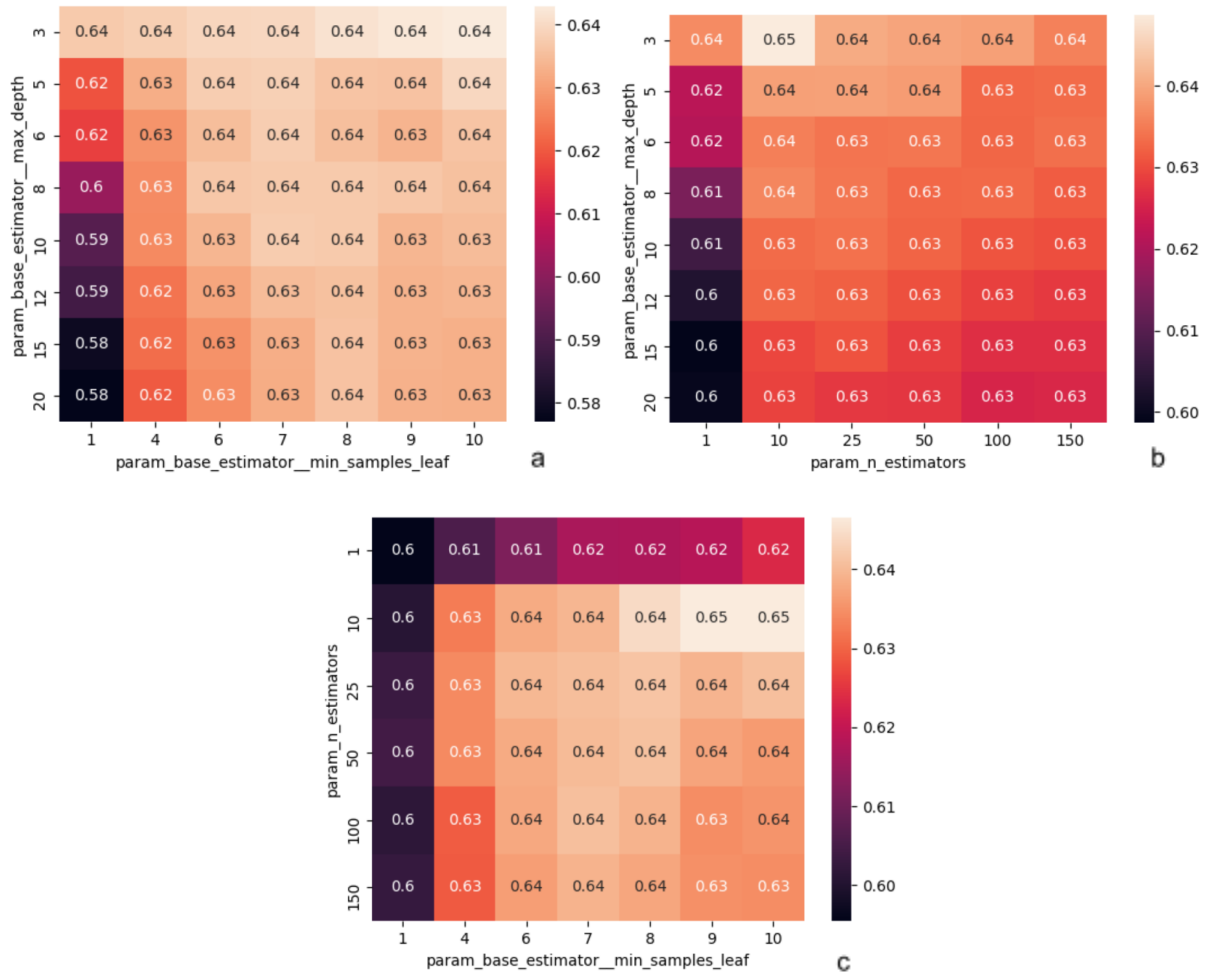 3 0.64 0.64 0.64 0.64 0.64 0.64 0.64 0.64
5 0.62 0.63 0.64 0.64 0.64 0.64 0.64 0.63
6 0.62 0.63 0.64 0.64 0.64 0.63 0.64 0.62
8 0.6 0.63 0.64 0.64 0.64 0.64 0.64 0.61
10 0.59 0.63 0.63 0.64 0.64 0.63 0.63 0.60
12 0.59 0.62 0.63 0.63 0.64 0.63 0.63
15 0.58 0.62 0.63 0.63 0.64 0.63 0.63 0.59
20 0.58 0.62 0.63 0.63 0.64 0.63 0.63 0.58
param_base_estimator__max_depth
1 4 6 7 8 9 10
param_base_estimator__min_samples_leaf
a
3 0.64 0.65 0.64 0.64 0.64 0.64 0.64
5 0.62 0.64 0.64 0.64 0.63 0.63
6 0.62 0.64 0.63 0.63 0.63 0.63 0.63
8 0.61 0.64 0.63 0.63 0.63 0.63
10 0.61 0.63 0.63 0.63 0.63 0.63 0.62
12 0.6 0.63 0.63 0.63 0.63 0.63 0.61
15 0.6 0.63 0.63 0.63 0.63 0.63
20 0.6 0.63 0.63 0.63 0.63 0.63 0.60
param_base_estimator__max_depth
1 10 25 50 100 150
param_n_estimators
b
1 0.6 0.61 0.61 0.62 0.62 0.62 0.62 0.64
10 0.6 0.63 0.64 0.64 0.64 0.65 0.65 0.63
25 0.6 0.63 0.64 0.64 0.64 0.64 0.64
50 0.6 0.63 0.64 0.64 0.64 0.64 0.64 0.62
100 0.6 0.63 0.64 0.64 0.64 0.63 0.64 0.61
150 0.6 0.63 0.64 0.64 0.64 0.63 0.63 0.60
param_n_estimators
1 4 6 7 8 9 10
param_base_estimator__min_samples_leaf
c